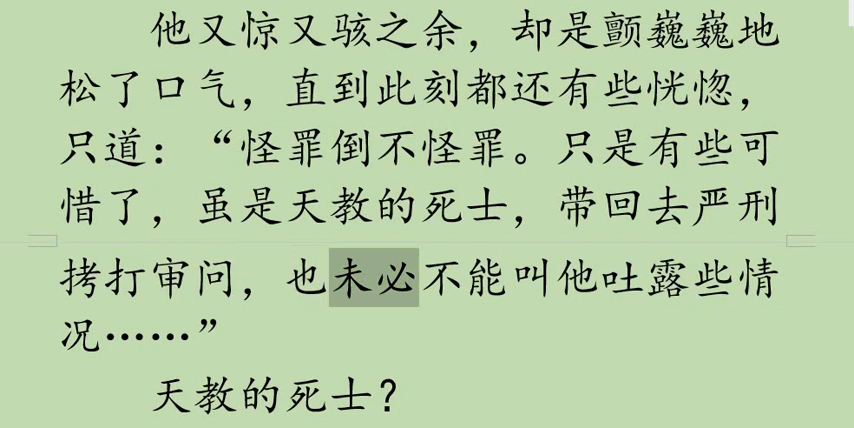 他又惊又骇之余，却是颤巍巍地
松了口气，直到此刻都还有些恍惚，
只道：“怪罪倒不怪罪。只是有些可
惜了，虽是天教的死士，带回去严刑
拷打审问，也未必不能叫他吐露些情
况……”
天教的死士？